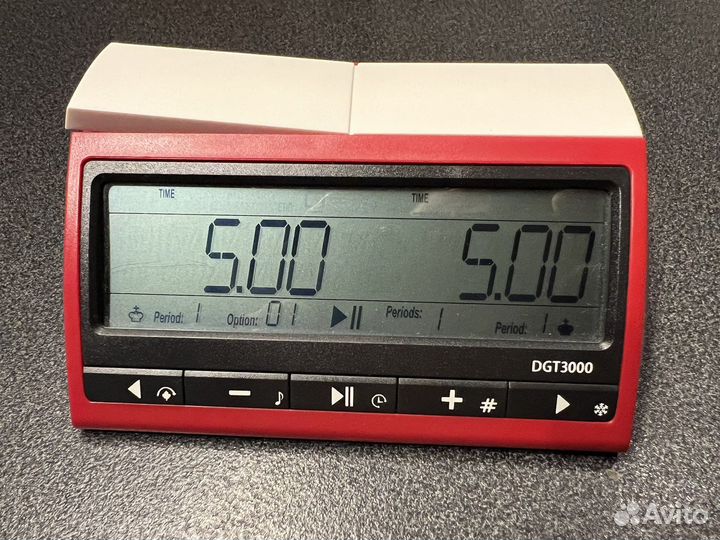 TIME TIME
5.00 5.00
Period: 1 Option: 01 Periods: 1 Period: 1
DGT3000
− + #
Avito